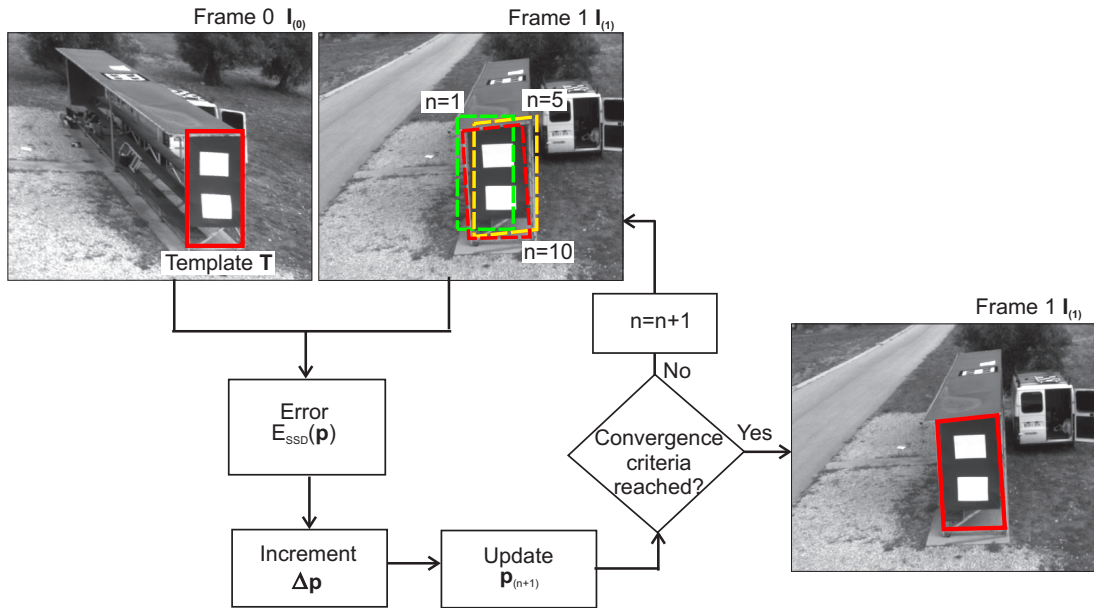 Frame 0 I(0)
Frame 1 I(1)
n=1
n=5
n=10
Template T
n=n+1
Frame 1 I(1)
No
Error
ESSD(p)
Convergence
criteria
reached?
Yes
Increment
Δp
Update
p(n+1)